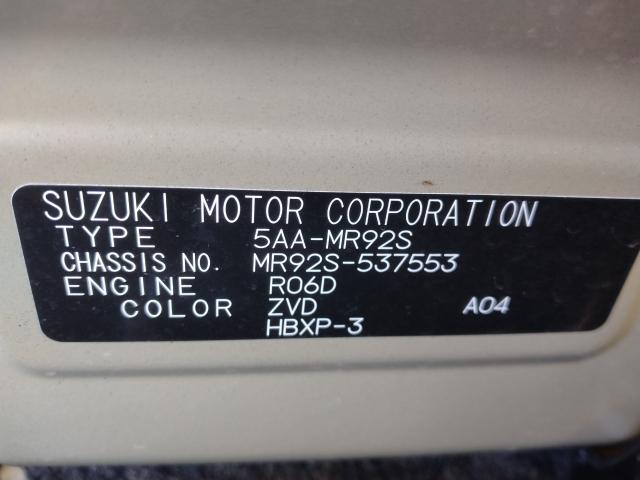 SUZUKI MOTOR CORPORATION
TYPE 5AA-MR92S
CHASSIS NO. MR92S-537553
ENGINE R06D
COLOR ZVD A04
HBXP-3